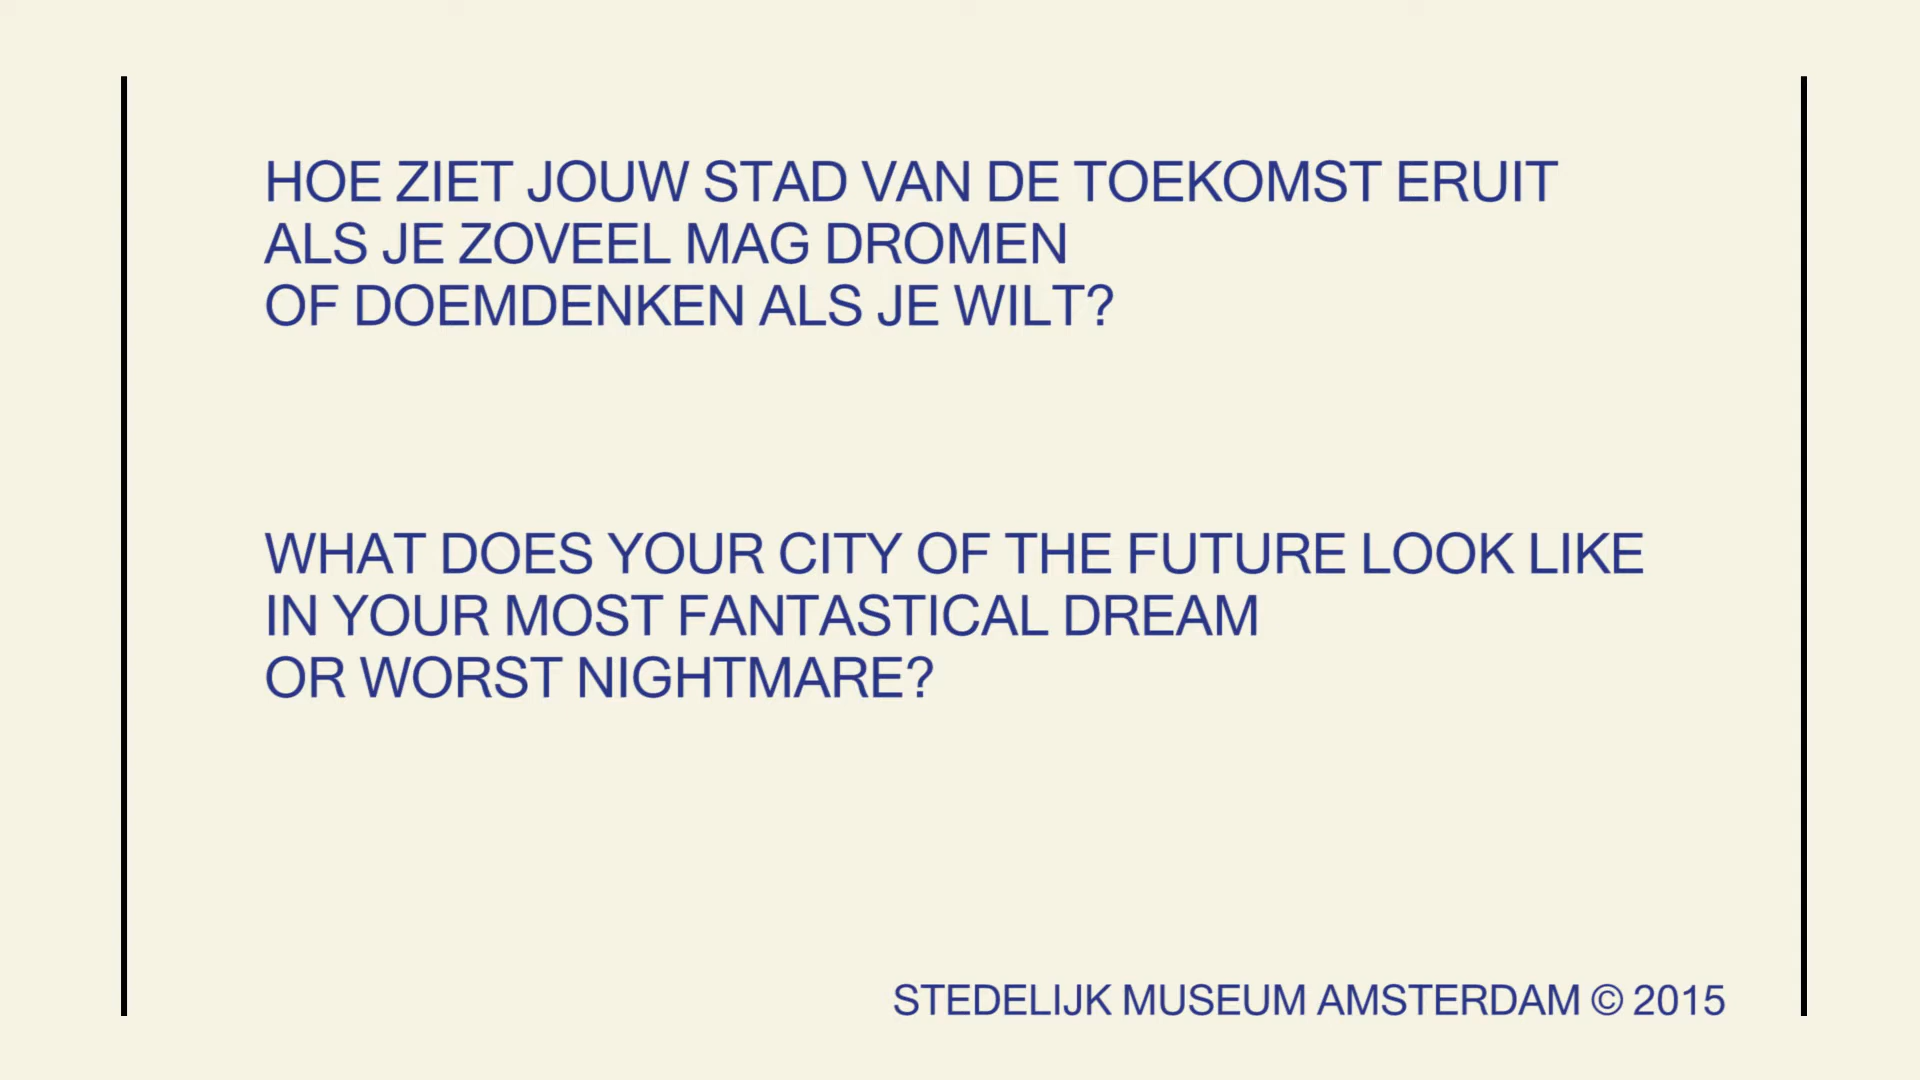 HOE ZIET JOUW STAD VAN DE TOEKOMST ERUIT
ALS JE ZOVEEL MAG DROMEN
OF DOEMDENKEN ALS JE WILT?
WHAT DOES YOUR CITY OF THE FUTURE LOOK LIKE
IN YOUR MOST FANTASTICAL DREAM
OR WORST NIGHTMARE?
STEDELIJK MUSEUM AMSTERDAM © 2015